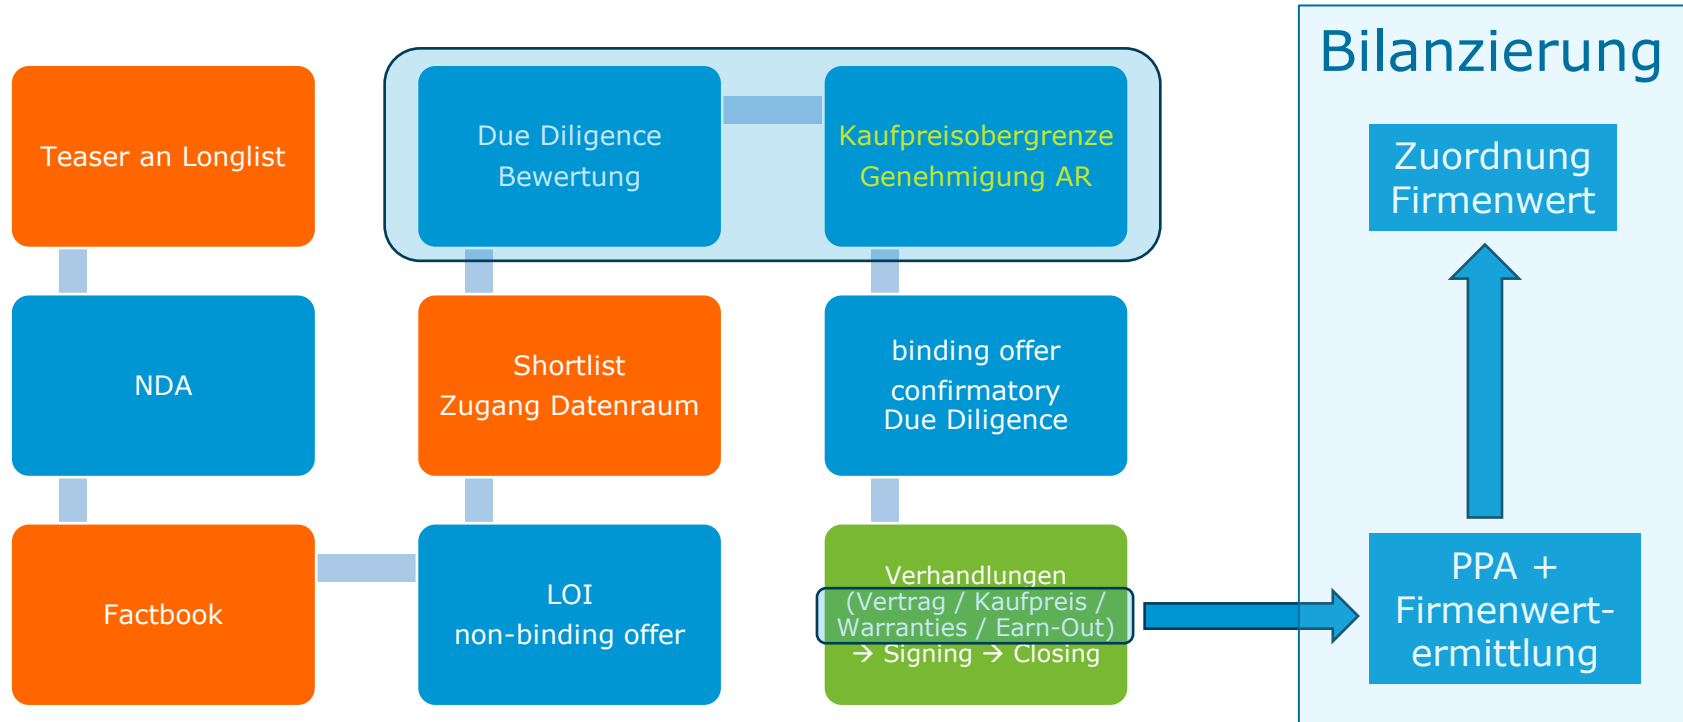 Teaser an Longlist
NDA
Factbook
LOI
non-binding offer
Shortlist
Zugang Datenraum
Due Diligence
Bewertung
Kaufpreisobergrenze
Genehmigung AR
binding offer
confirmatory
Due Diligence
Verhandlungen
(Vertrag / Kaufpreis /
Warranties / Earn-Out)
→ Signing → Closing
Bilanzierung
Zuordnung
Firmenwert
PPA +
Firmenwert-
ermittlung